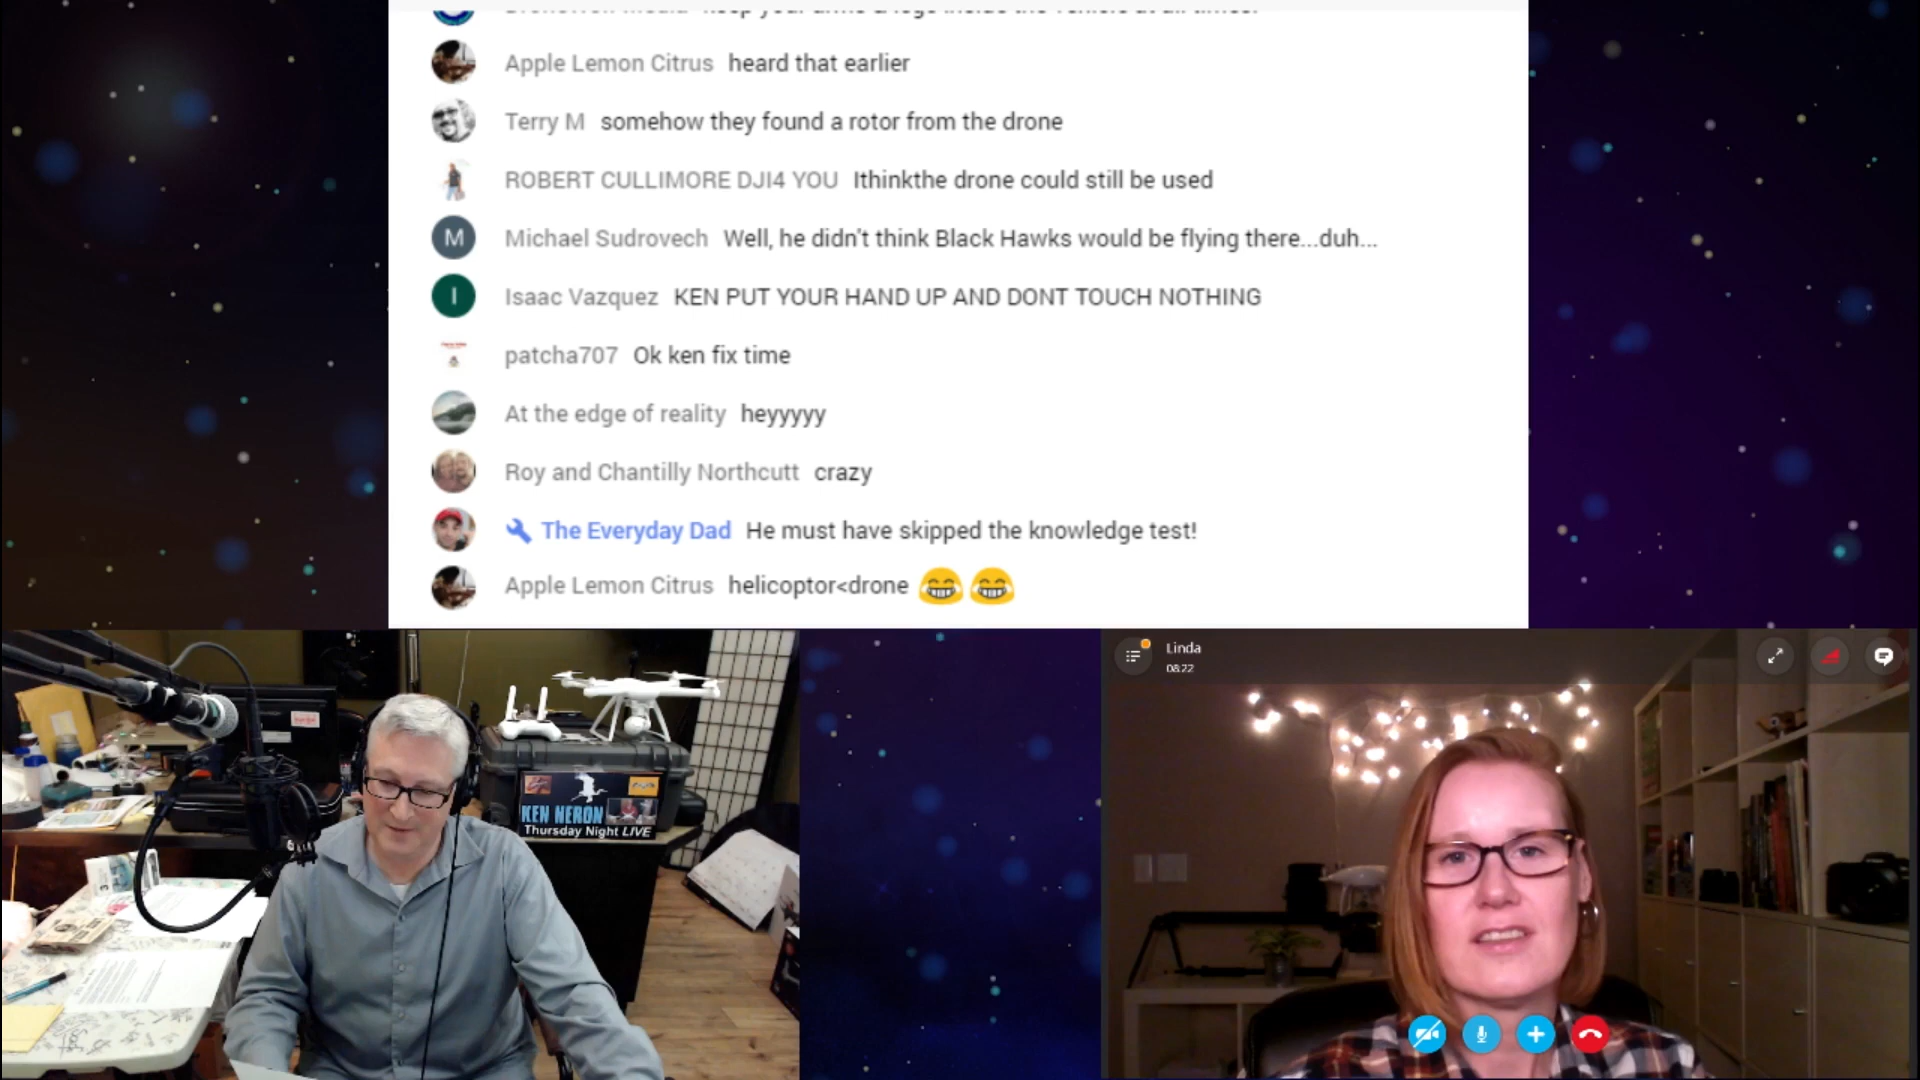 Apple Lemon Citrus heard that earlier
Terry M somehow they found a rotor from the drone
ROBERT CULLIMORE DJI4 YOU Ithinkthe drone could still be used
M Michael Sudrovech Well, he didn't think Black Hawks would be flying there...duh...
I Isaac Vazquez KEN PUT YOUR HAND UP AND DONT TOUCH NOTHING
patcha707 Ok ken fix time
At the edge of reality heyyyyy
Roy and Chantilly Northcutt crazy
The Everyday Dad He must have skipped the knowledge test!
Apple Lemon Citrus helicoptor<drone 😂 😂
Linda
08:22
KEN HERON
Thursday Night LIVE